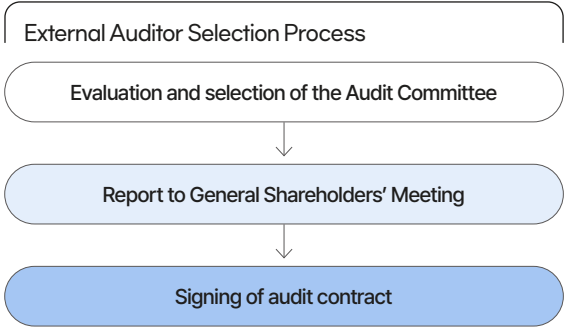 External Auditor Selection Process
Evaluation and selection of the Audit Committee
Report to General Shareholders’ Meeting
Signing of audit contract